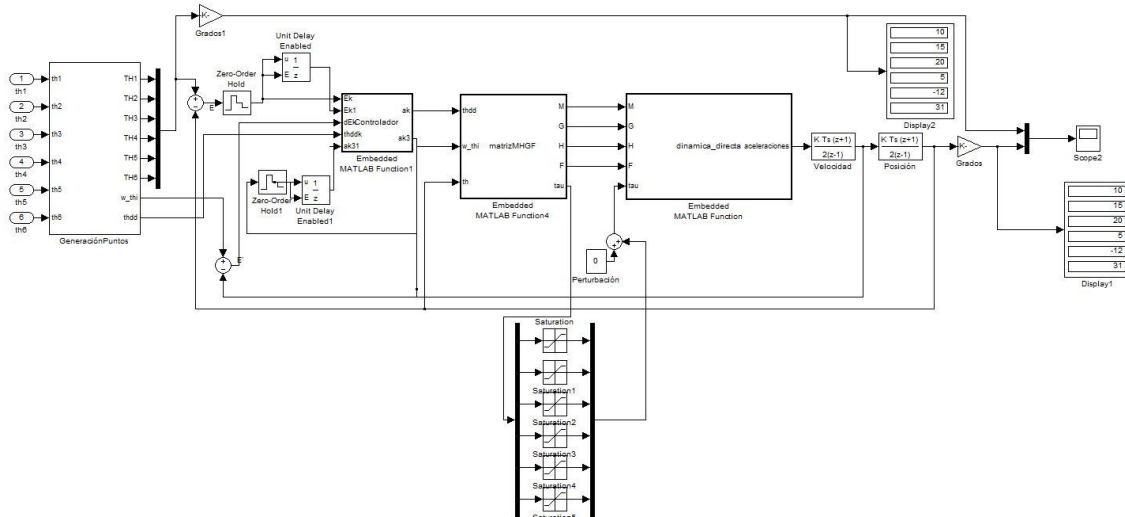 Grados1
1
th1
2
th2
3
th3
4
th4
5
th5
6
th6
th1
th2
th3
th4
th5
th6
TH1
TH2
TH3
TH4
TH5
TH6
w_thi
thdd
GeneraciónPuntos
E
E'
Zero-Order
Hold
Unit Delay
Enabled
u
E
1
z
Ek
Ek1
dEk
thddk
ak31
Controlador
ak
ak3
Embedded
MATLAB Function1
Zero-Order
Hold1
u
E
1
z
Unit Delay
Enabled1
thdd
w_thi
th
matrizMHGF
M
G
H
F
tau
Embedded
MATLAB Function4
M
G
H
F
tau
dinamica_directa aceleraciones
Embedded
MATLAB Function
0
Perturbación
K Ts (z+1)
2(z-1)
Velocidad
K Ts (z+1)
2(z-1)
Posición
K-
Grados
K-
10
15
20
5
-12
31
Display2
Scope2
10
15
20
5
-12
31
Display1
Saturation
Saturation1
Saturation2
Saturation3
Saturation4
Saturation5